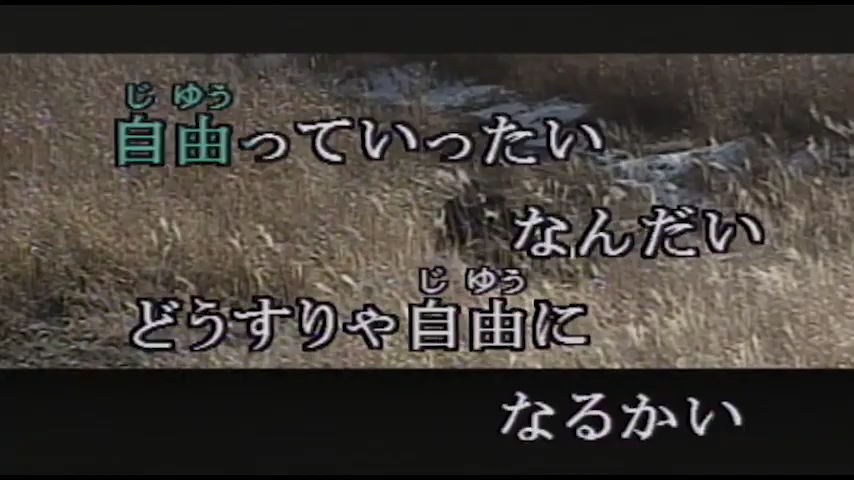 じ ゆう
自由っていったい
なんだい
じ ゆう
どうすりゃ自由に
なるかい